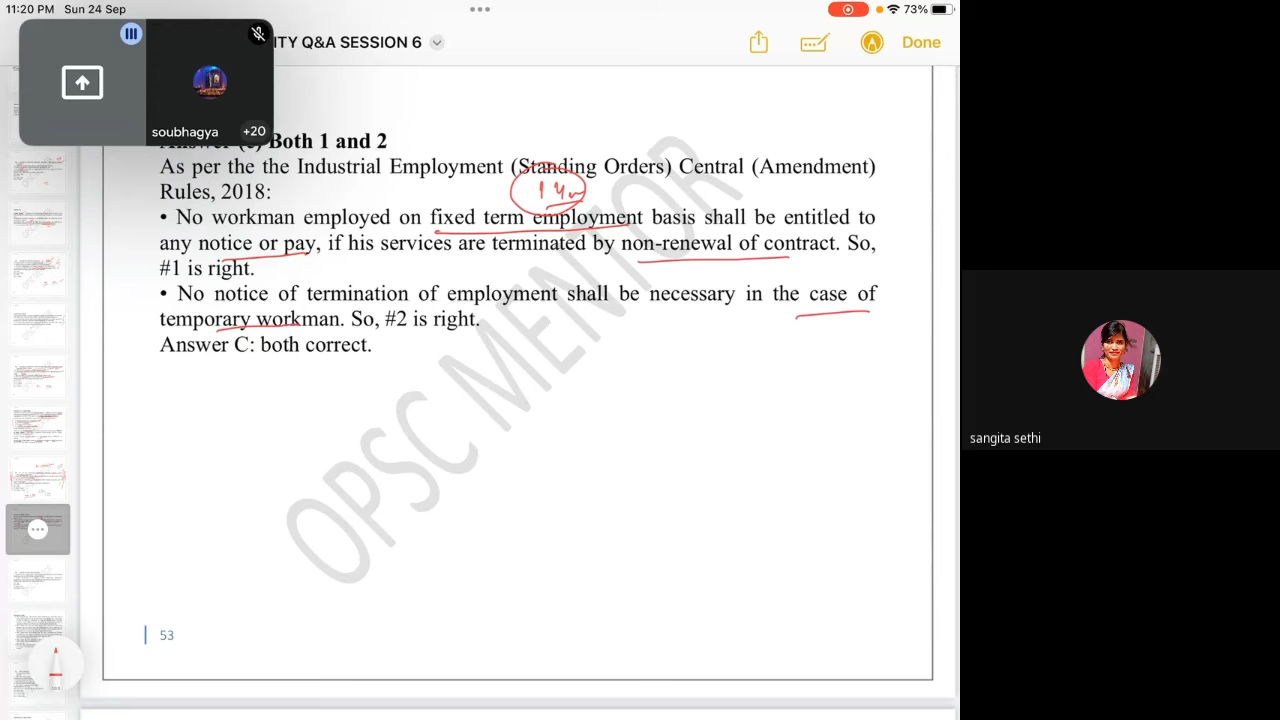 11:20 PM Sun 24 Sep
73%
ITY Q&A SESSION 6
Done
soubhagya
+20
Both 1 and 2
As per the the Industrial Employment (Standing Orders) Central (Amendment)
Rules, 2018:
1 Year
• No workman employed on fixed term employment basis shall be entitled to
any notice or pay, if his services are terminated by non-renewal of contract. So,
#1 is right.
• No notice of termination of employment shall be necessary in the case of
temporary workman. So, #2 is right.
Answer C: both correct.
OPSC MENTOR
53
sangita sethi